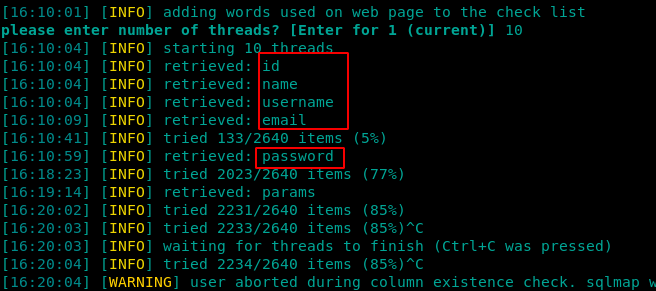 [16:10:01] [INFO] adding words used on web page to the check list
please enter number of threads? [Enter for 1 (current)] 10
[16:10:04] [INFO] starting 10 threads
[16:10:04] [INFO] retrieved: id
[16:10:04] [INFO] retrieved: name
[16:10:04] [INFO] retrieved: username
[16:10:09] [INFO] retrieved: email
[16:10:41] [INFO] tried 133/2640 items (5%)
[16:10:59] [INFO] retrieved: password
[16:18:23] [INFO] tried 2023/2640 items (77%)
[16:19:14] [INFO] retrieved: params
[16:20:02] [INFO] tried 2231/2640 items (85%)
[16:20:03] [INFO] tried 2233/2640 items (85%)^C
[16:20:03] [INFO] waiting for threads to finish (Ctrl+C was pressed)
[16:20:04] [INFO] tried 2234/2640 items (85%)^C
[16:20:04] [WARNING] user aborted during column existence check. sqlmap w